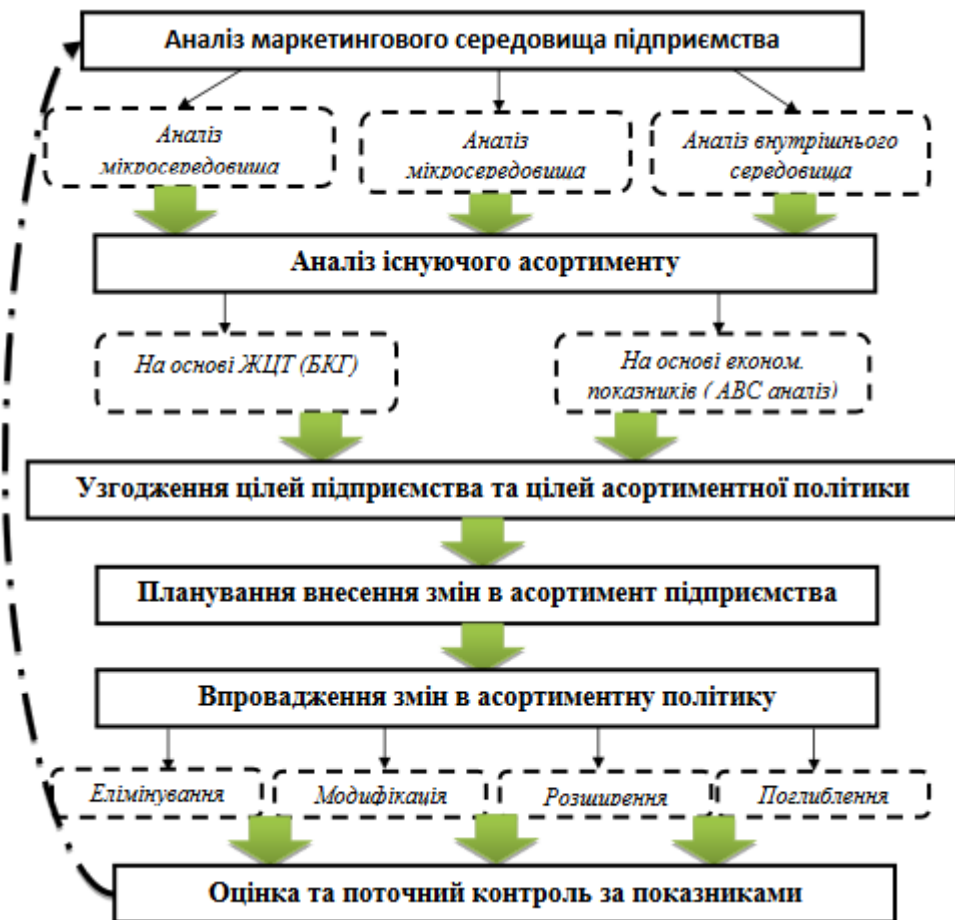 Аналіз маркетингового середовища підприємства
Аналіз
мікросередовища
Аналіз
мікросередовища
Аналіз внутрішнього
середовища
Аналіз існуючого асортименту
На основі ЖЦТ (БКГ)
На основі економ.
показників ( АВС аналіз)
Узгодження цілей підприємства та цілей асортиментної політики
Планування внесення змін в асортимент підприємства
Впровадження змін в асортиментну політику
Елімінування
Модифікація
Розширення
Поглиблення
Оцінка та поточний контроль за показниками